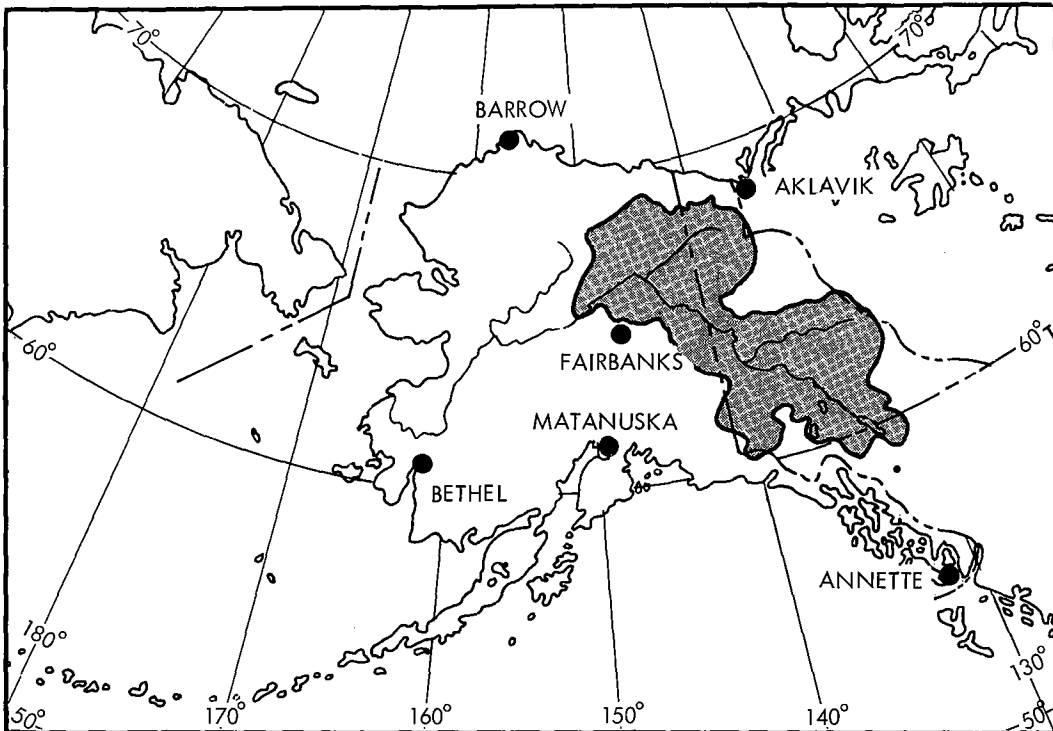 70°
70°
BARROW
AKLAVIK
60°
60°
FAIRBANKS
MATANUSKA
BETHEL
ANNETTE
180°
130°
50°
170°
160°
150°
140°
50°